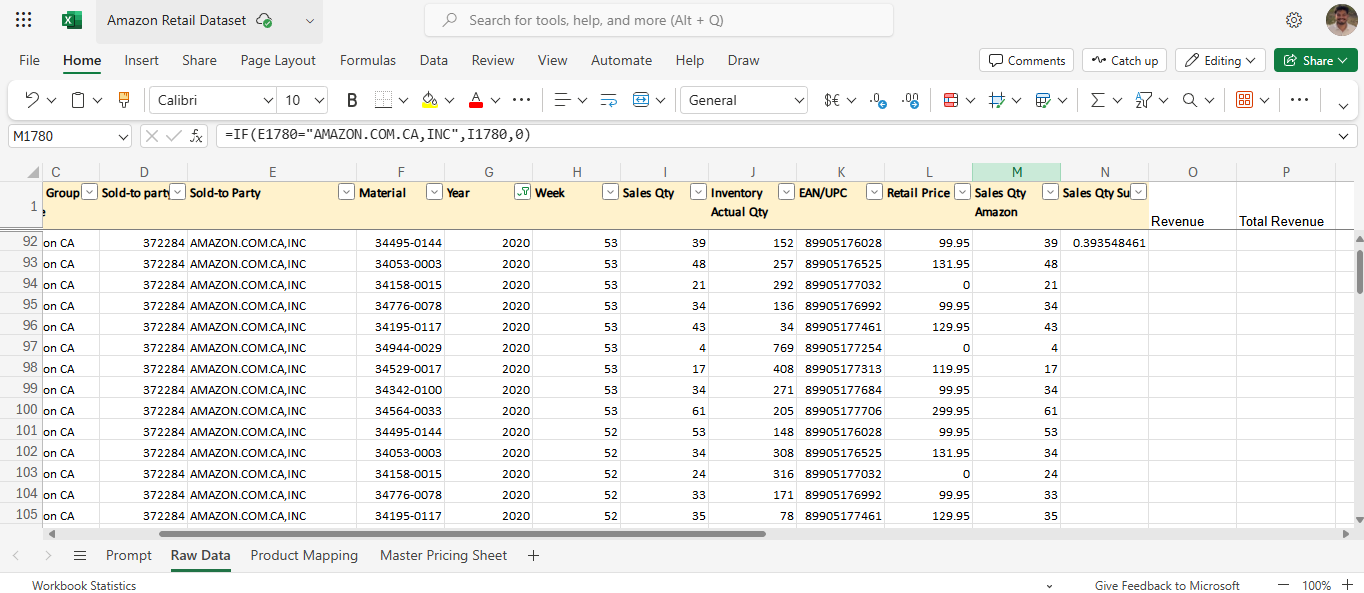 Amazon Retail Dataset
Search for tools, help, and more (Alt + Q)
File Home Insert Share Page Layout Formulas Data Review View Automate Help Draw Comments Catch up Editing Share
Calibri 10 B A General $€ .0 .00
M1780 fx =IF(E1780="AMAZON.COM.CA,INC",I1780,0)
C D E F G H I J K L M N O P
Group Sold-to party Sold-to Party Material Year Week Sales Qty Inventory EAN/UPC Retail Price Sales Qty Sales Qty Su
1 Actual Qty Amazon Revenue Total Revenue
92 on CA 372284 AMAZON.COM.CA,INC 34495-0144 2020 53 39 152 89905176028 99.95 39 0.393548461
93 on CA 372284 AMAZON.COM.CA,INC 34053-0003 2020 53 48 257 89905176525 131.95 48
94 on CA 372284 AMAZON.COM.CA,INC 34158-0015 2020 53 21 292 89905177032 0 21
95 on CA 372284 AMAZON.COM.CA,INC 34776-0078 2020 53 34 136 89905176992 99.95 34
96 on CA 372284 AMAZON.COM.CA,INC 34195-0117 2020 53 43 34 89905177461 129.95 43
97 on CA 372284 AMAZON.COM.CA,INC 34944-0029 2020 53 4 769 89905177254 0 4
98 on CA 372284 AMAZON.COM.CA,INC 34529-0017 2020 53 17 408 89905177313 119.95 17
99 on CA 372284 AMAZON.COM.CA,INC 34342-0100 2020 53 34 271 89905177684 99.95 34
100 on CA 372284 AMAZON.COM.CA,INC 34564-0033 2020 53 61 205 89905177706 299.95 61
101 on CA 372284 AMAZON.COM.CA,INC 34495-0144 2020 52 53 148 89905176028 99.95 53
102 on CA 372284 AMAZON.COM.CA,INC 34053-0003 2020 52 34 308 89905176525 131.95 34
103 on CA 372284 AMAZON.COM.CA,INC 34158-0015 2020 52 24 316 89905177032 0 24
104 on CA 372284 AMAZON.COM.CA,INC 34776-0078 2020 52 33 171 89905176992 99.95 33
105 on CA 372284 AMAZON.COM.CA,INC 34195-0117 2020 52 35 78 89905177461 129.95 35
Prompt Raw Data Product Mapping Master Pricing Sheet
Workbook Statistics Give Feedback to Microsoft 100%